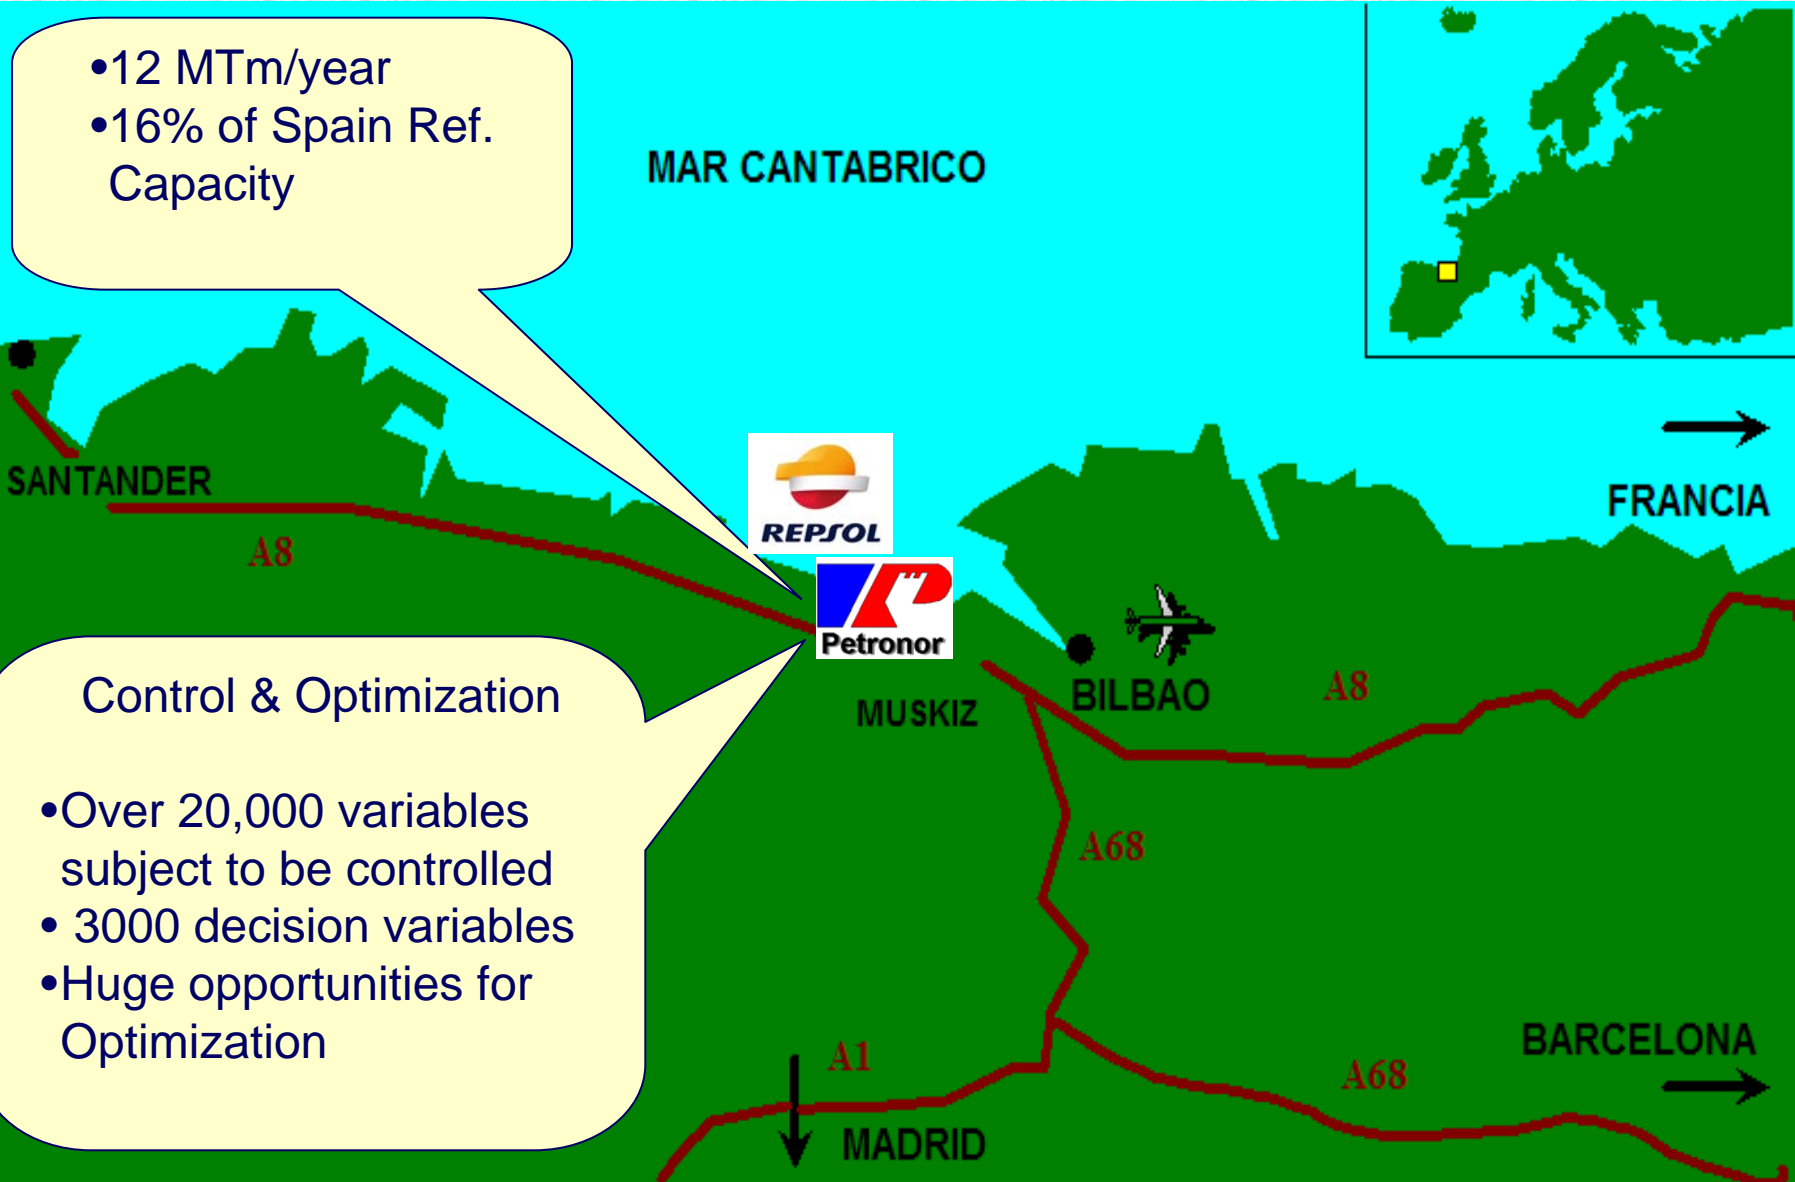 •12 MTm/year
•16% of Spain Ref.
Capacity
MAR CANTABRICO
SANTANDER
A8
REPSOL
Petronor
FRANCIA
MUSKIZ
BILBAO
A8
Control & Optimization
•Over 20,000 variables
subject to be controlled
• 3000 decision variables
•Huge opportunities for
Optimization
A68
A1
MADRID
A68
BARCELONA